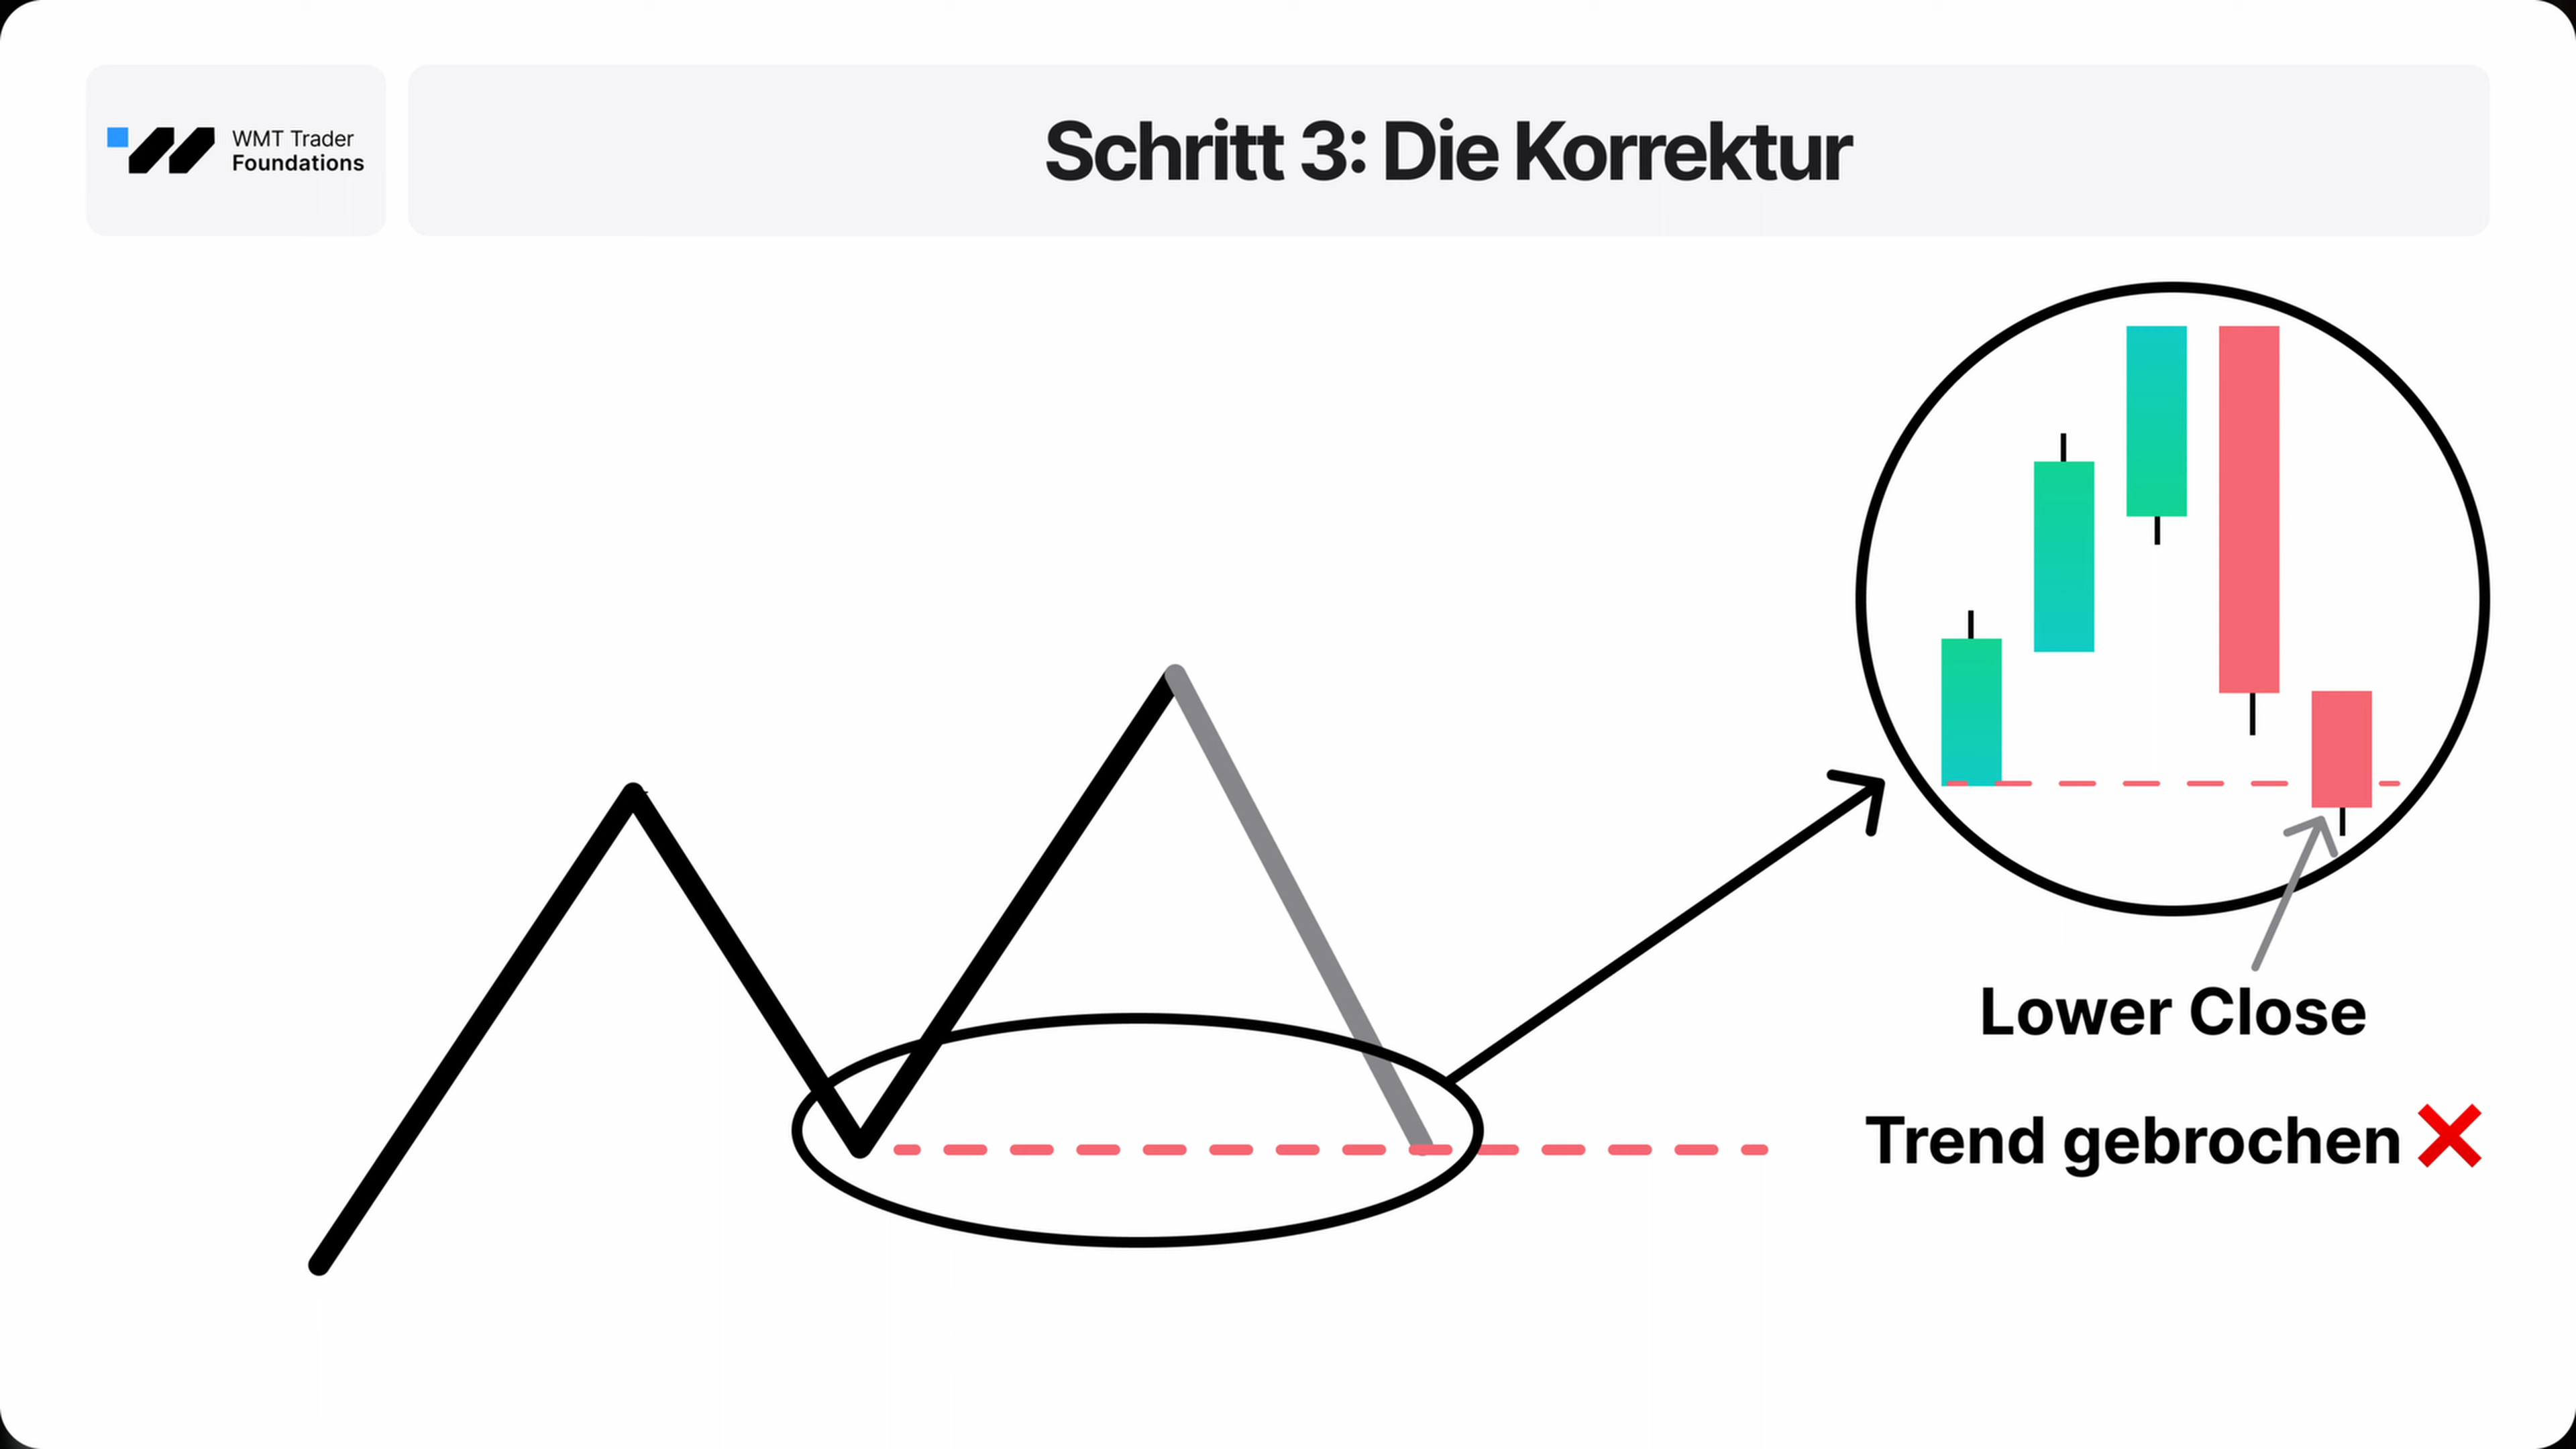 WMT Trader
Foundations
Schritt 3: Die Korrektur
Lower Close
Trend gebrochen